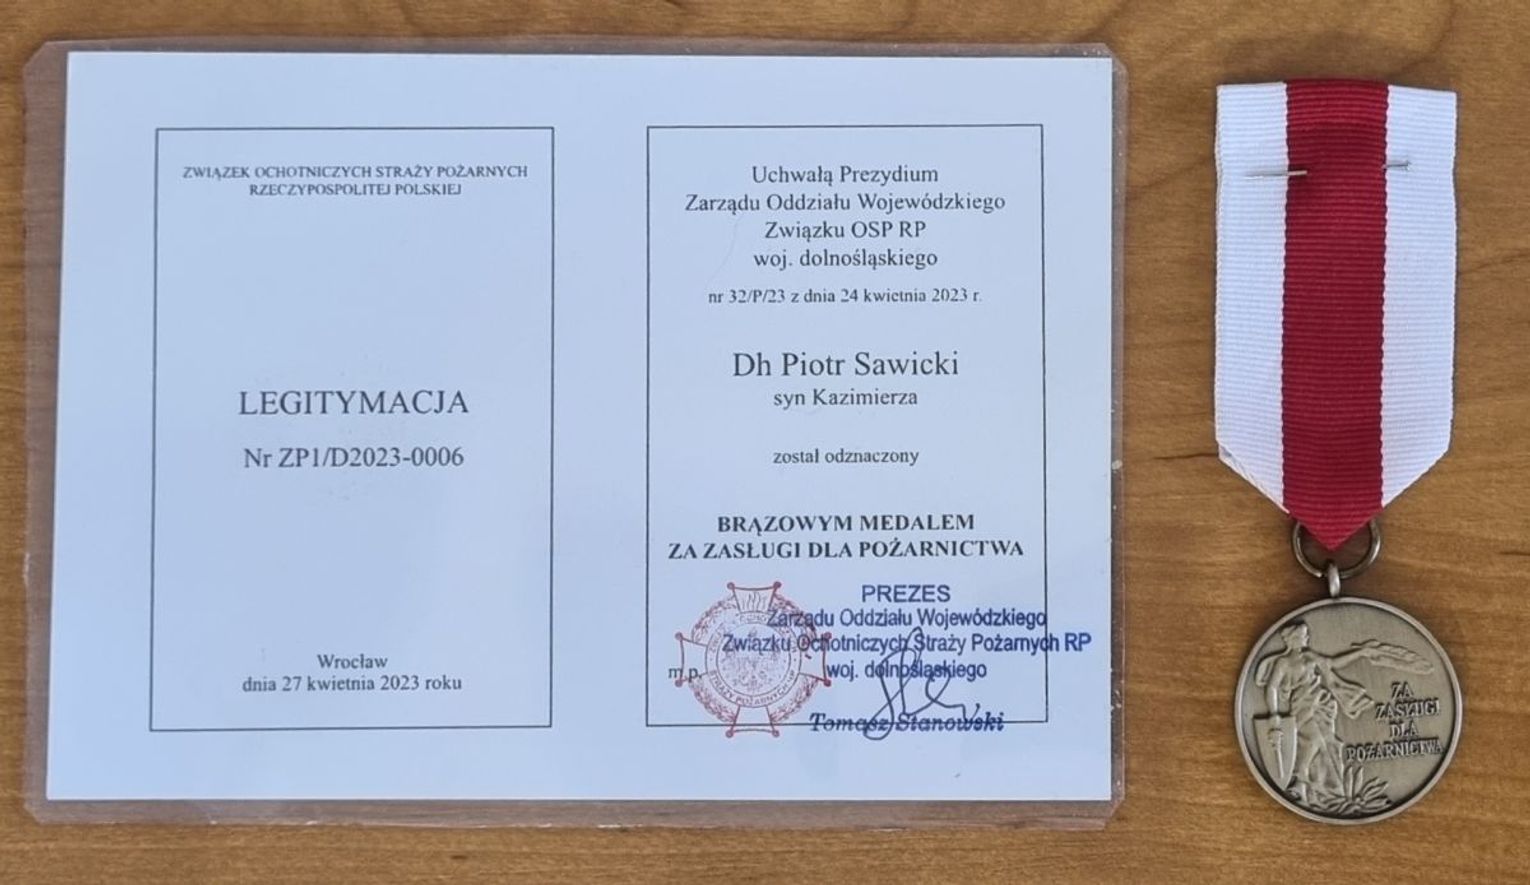 ZWIĄZEK OCHOTNICZYCH STRAŻY POŻARNYCH
RZECZYPOSPOLITEJ POLSKIEJ
LEGITYMACJA
Nr ZP1/D2023-0006
Wrocław
dnia 27 kwietnia 2023 roku
Uchwałą Prezydium
Zarządu Oddziału Wojewódzkiego
Związku OSP RP
woj. dolnośląskiego
nr 32/P/23 z dnia 24 kwietnia 2023 r.
Dh Piotr Sawicki
syn Kazimierza
został odznaczony
BRĄZOWYM MEDALEM
ZA ZASŁUGI DLA POŻARNICTWA
PREZES
Zarządu Oddziału Wojewódzkiego
Związku Ochotniczych Straży Pożarnych RP
m.p. woj. dolnośląskiego
Tomasz Stanowski
STRAŻY POŻARNYCH RP
ZA
ZASŁUGI
DLA
POŻARNICTWA